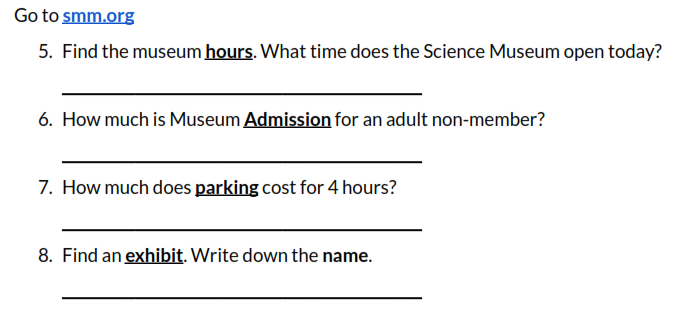 Go to smm.org
5. Find the museum hours. What time does the Science Museum open today?
6. How much is Museum Admission for an adult non-member?
7. How much does parking cost for 4 hours?
8. Find an exhibit. Write down the name.